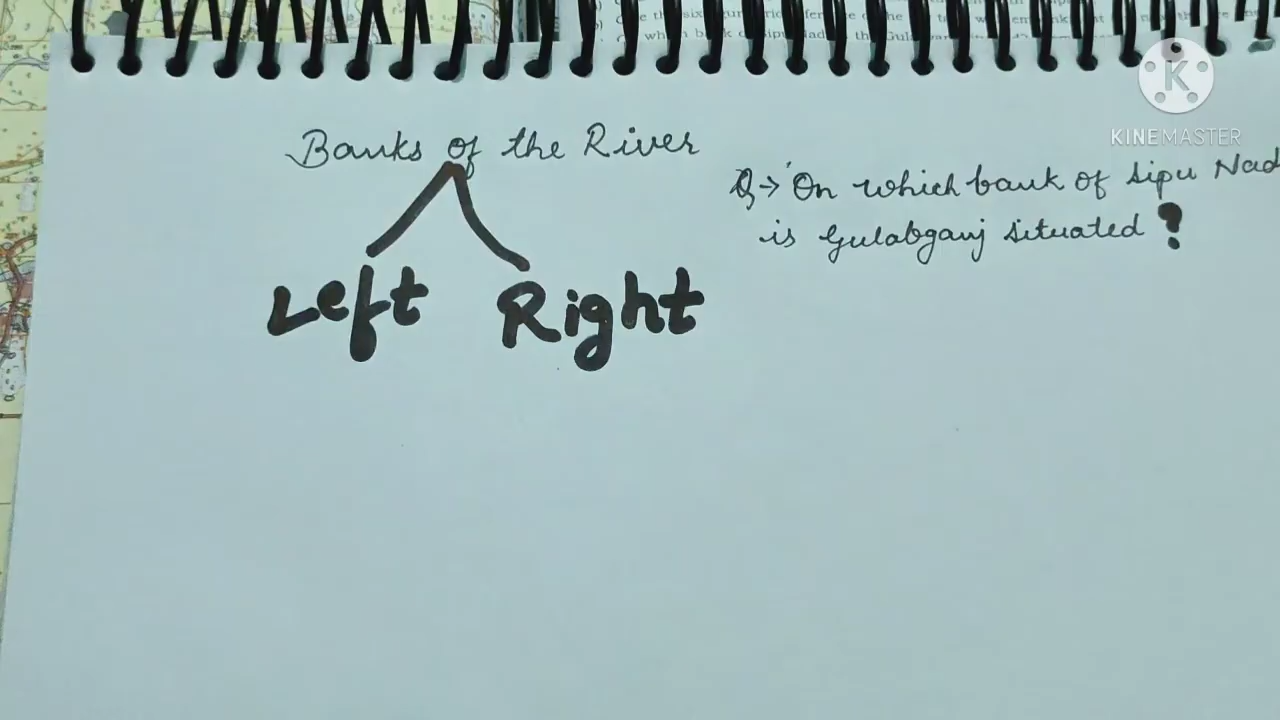 Banks of the River
Left Right
Q→ On which bank of Sipu Nad
is Gulabganj situated?
K
KINEMASTER